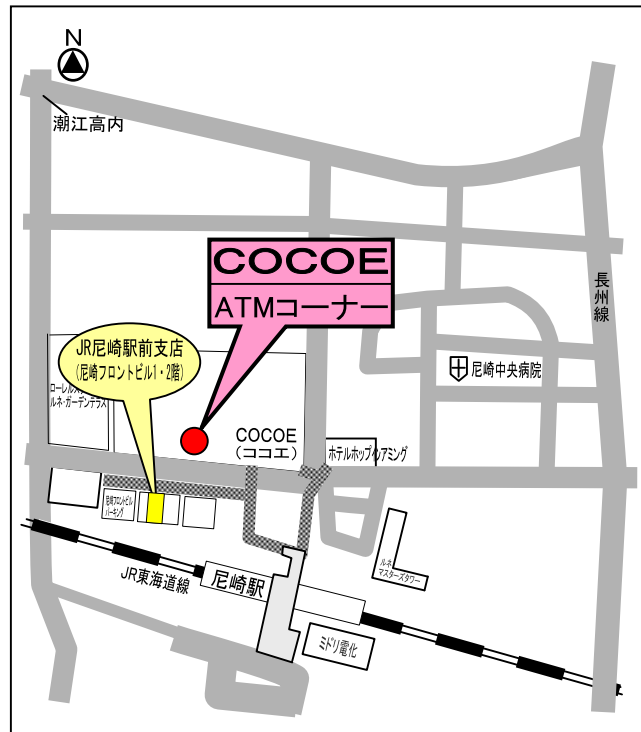 N
潮江高内
COCOE
ATMコーナー
長州線
JR尼崎駅前支店
(尼崎フロントビル1・2階)
ローレルス
ルネ・ガーデンテラス
尼崎中央病院
COCOE
(ココエ)
ホテルホップインアミング
尼崎フロントビル
パーキング
ルネ
マスターズタワー
JR東海道線
尼崎駅
ミドリ電化